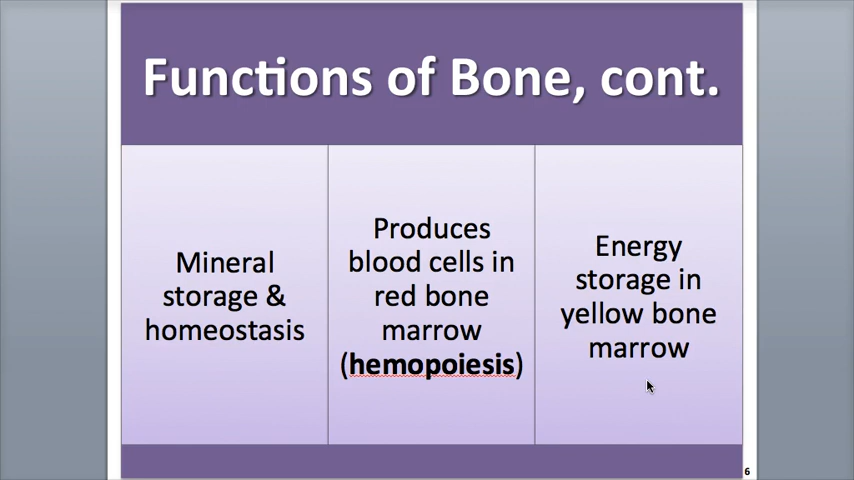 Functions of Bone, cont.
Mineral
storage &
homeostasis
Produces
blood cells in
red bone
marrow
(hemopoiesis)
Energy
storage in
yellow bone
marrow
6